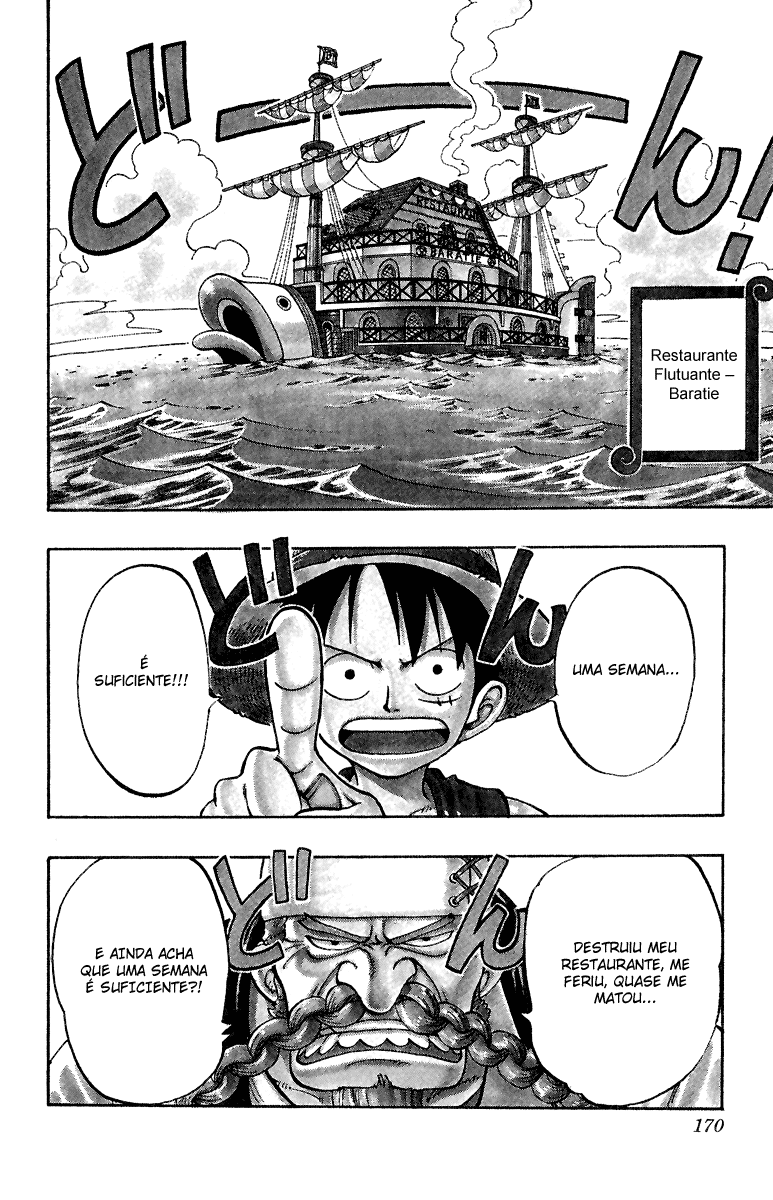 どーん!
RESTAURANT
BARATIE
Restaurante
Flutuante –
Baratie
どん
UMA SEMANA...
É
SUFICIENTE!!!
どん
DESTRUIU MEU
RESTAURANTE, ME
FERIU, QUASE ME
MATOU...
E AINDA ACHA
QUE UMA SEMANA
É SUFICIENTE?!
170